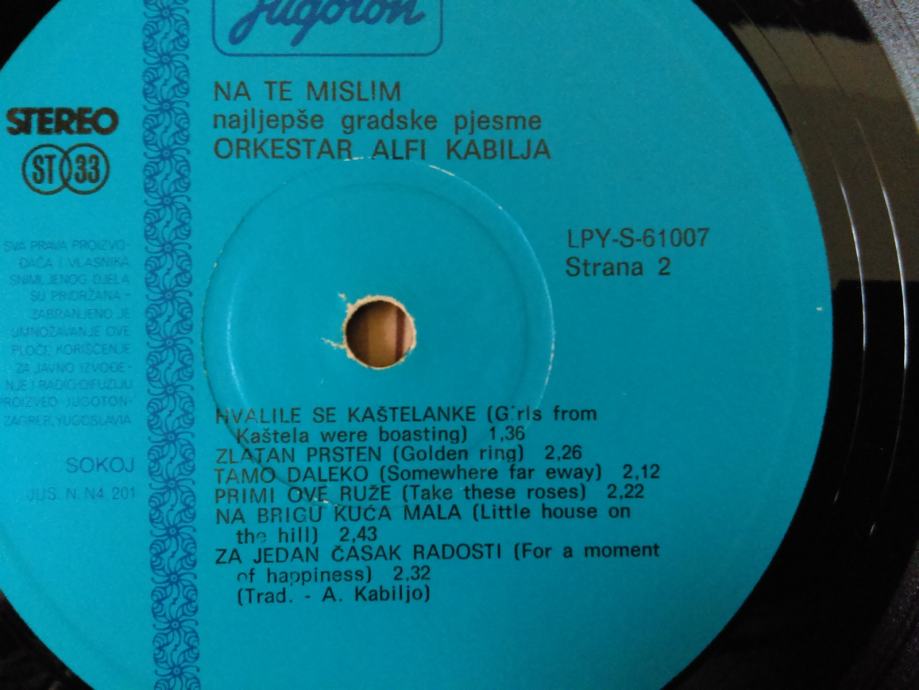 Jugoton
NA TE MISLIM
najljepše gradske pjesme
ORKESTAR ALFI KABILJA
STEREO
ST 33
LPY-S-61007
Strana 2
SVA PRAVA PROIZVO-
ĐAČA I VLASNIKA
SNIMLJENOG DJELA
SU PRIDRŽANA -
ZABRANJENO JE
UMNOŽAVANJE OVE
PLOČE, KORIŠĆENJE
ZA JAVNO IZVOĐE-
NJE I RADIO-DIFUZIJU
PROIZVEO JUGOTON-
ZAGREB, YUGOSLAVIA
SOKOJ
JUS. N. N4. 201
HVALILE SE KAŠTELANKE (Girls from
Kaštela were boasting) 1,36
ZLATAN PRSTEN (Golden ring) 2,26
TAMO DALEKO (Somewhere far eway) 2,12
PRIMI OVE RUŽE (Take these roses) 2,22
NA BRIGU KUĆA MALA (Little house on
the hill) 2,43
ZA JEDAN ČASAK RADOSTI (For a moment
of happiness) 2,32
(Trad. - A. Kabiljo)